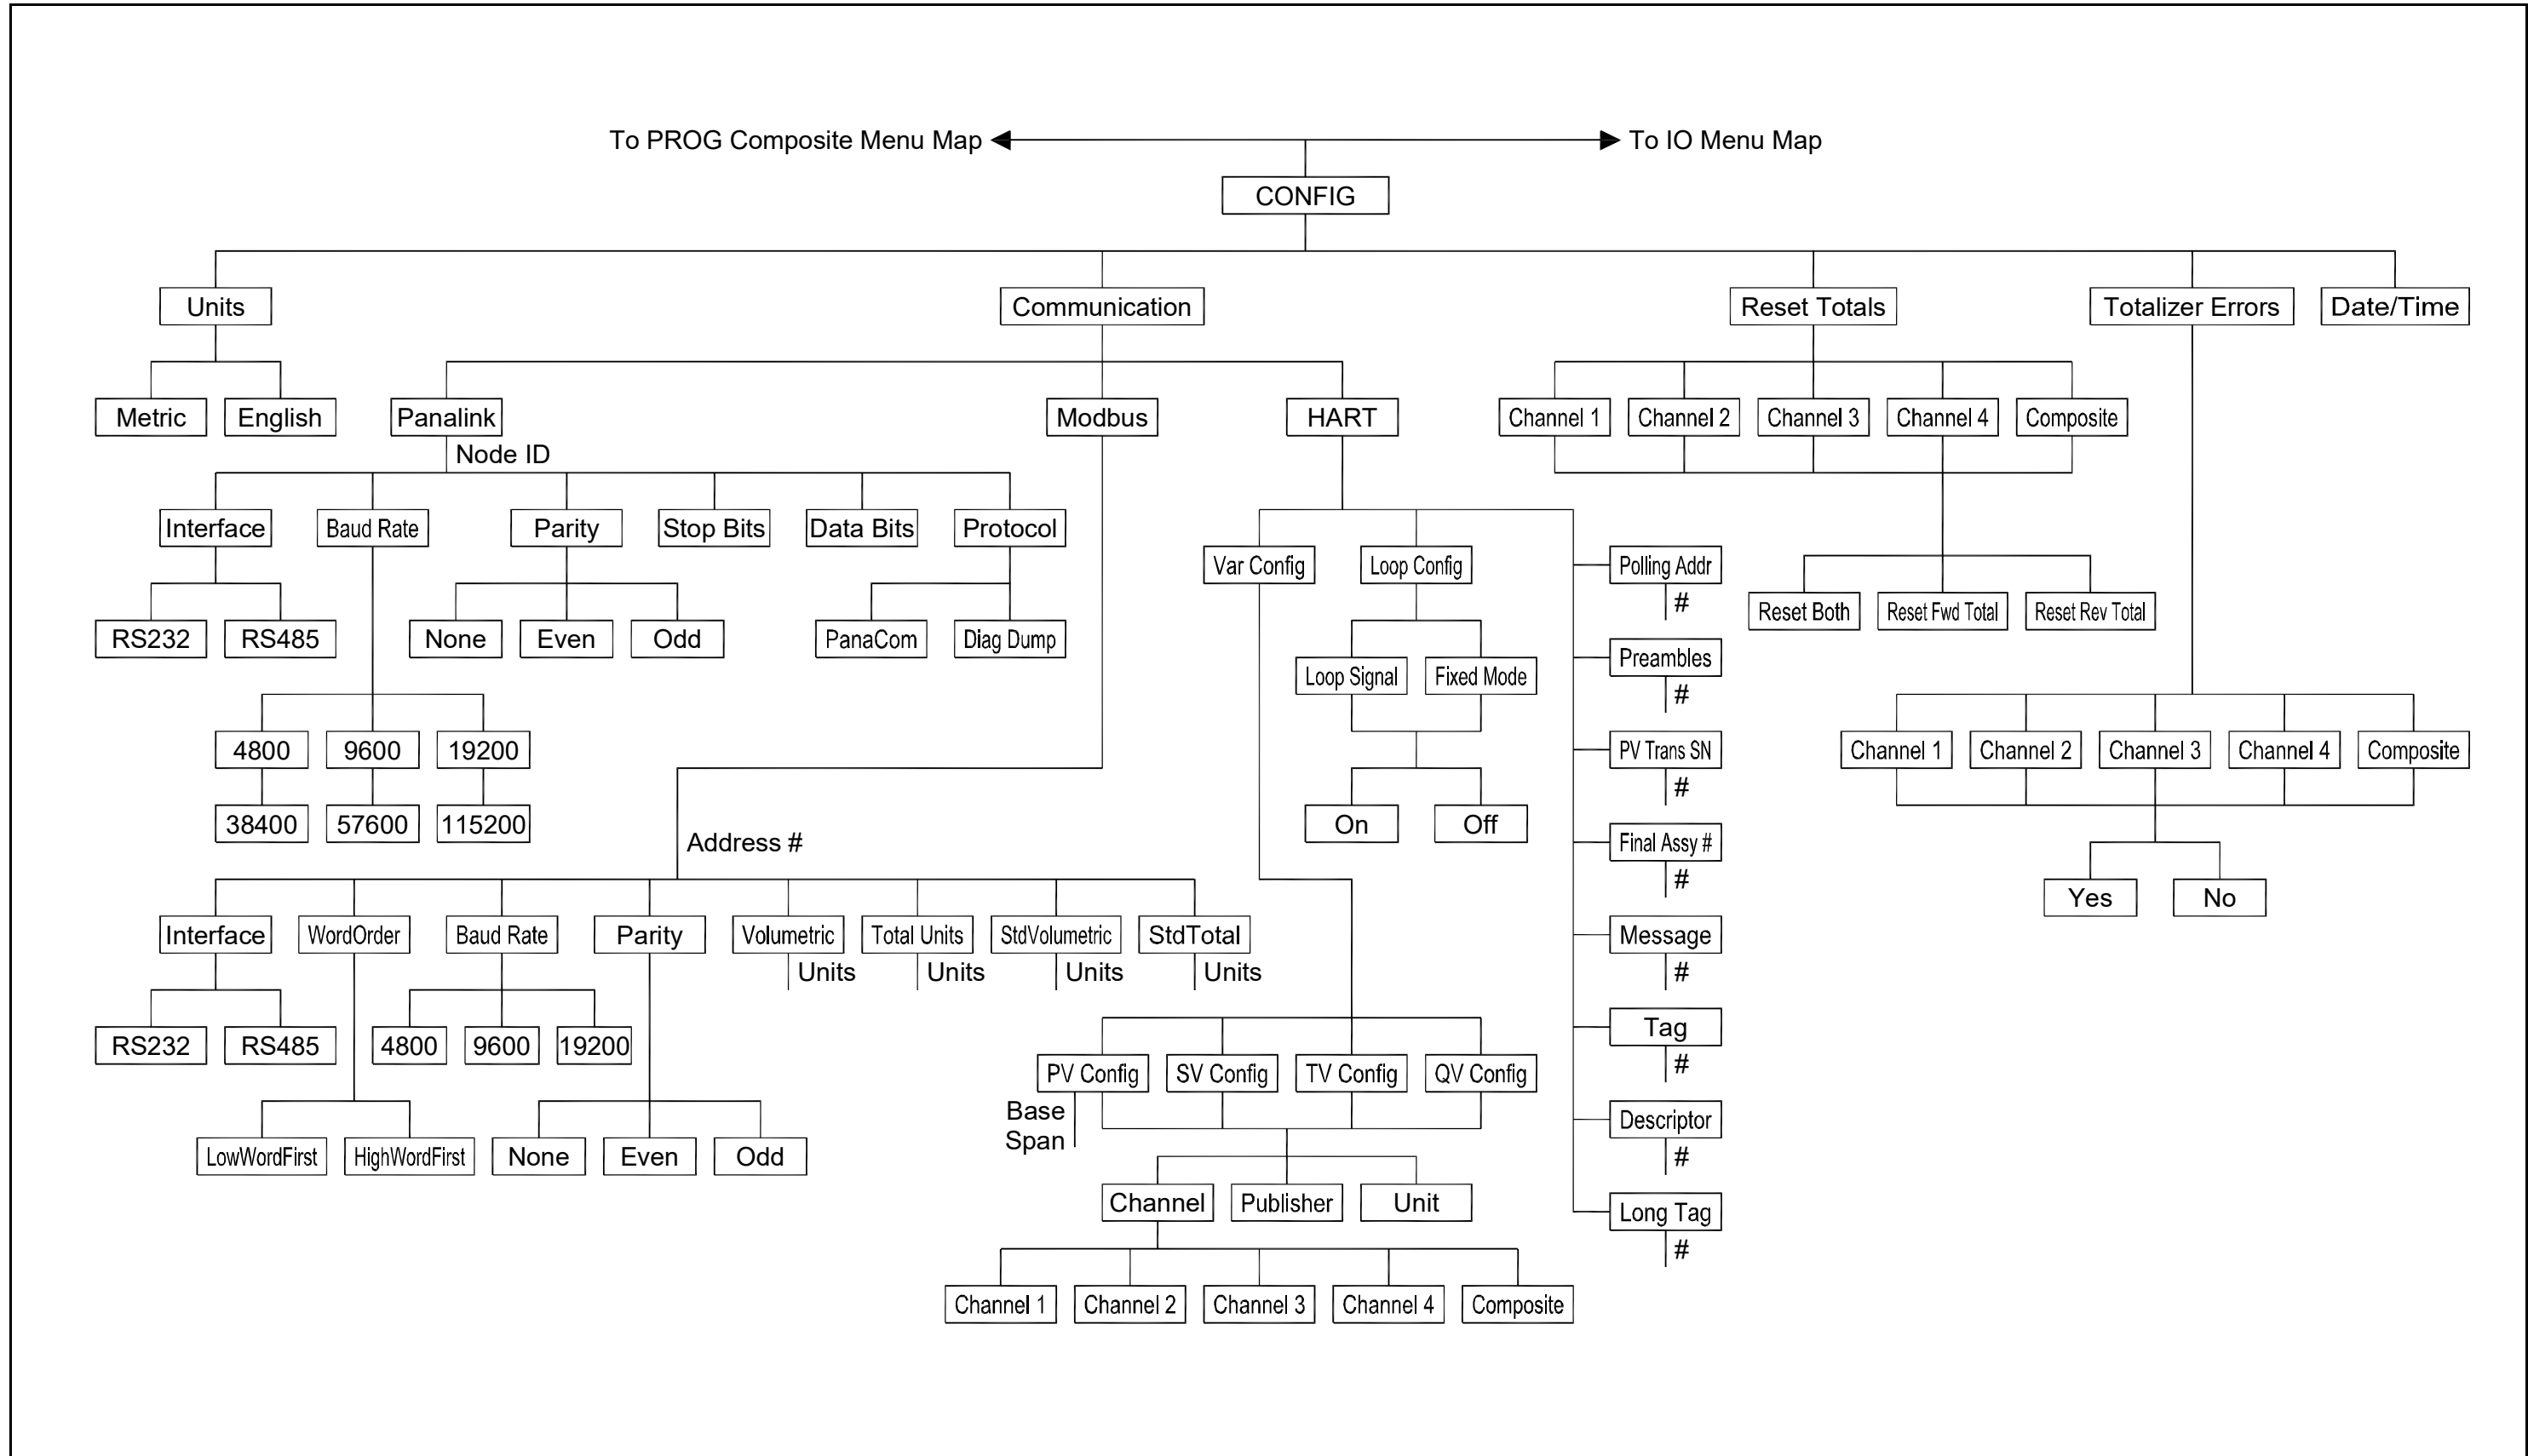 To PROG Composite Menu Map
To IO Menu Map
CONFIG
Units
Communication
Reset Totals
Totalizer Errors
Date/Time
Metric
English
Panalink
Modbus
HART
Channel 1
Channel 2
Channel 3
Channel 4
Composite
Node ID
Interface
Baud Rate
Parity
Stop Bits
Data Bits
Protocol
Var Config
Loop Config
Polling Addr
#
Reset Both
Reset Fwd Total
Reset Rev Total
RS232
RS485
None
Even
Odd
PanaCom
Diag Dump
Loop Signal
Fixed Mode
Preambles
#
4800
9600
19200
PV Trans SN
#
Channel 1
Channel 2
Channel 3
Channel 4
Composite
38400
57600
115200
On
Off
Address #
Final Assy #
#
Yes
No
Interface
WordOrder
Baud Rate
Parity
Volumetric
Total Units
StdVolumetric
StdTotal
Units
Units
Units
Units
Message
#
RS232
RS485
4800
9600
19200
Tag
#
PV Config
SV Config
TV Config
QV Config
Base
Span
Descriptor
#
LowWordFirst
HighWordFirst
None
Even
Odd
Channel
Publisher
Unit
Long Tag
#
Channel 1
Channel 2
Channel 3
Channel 4
Composite